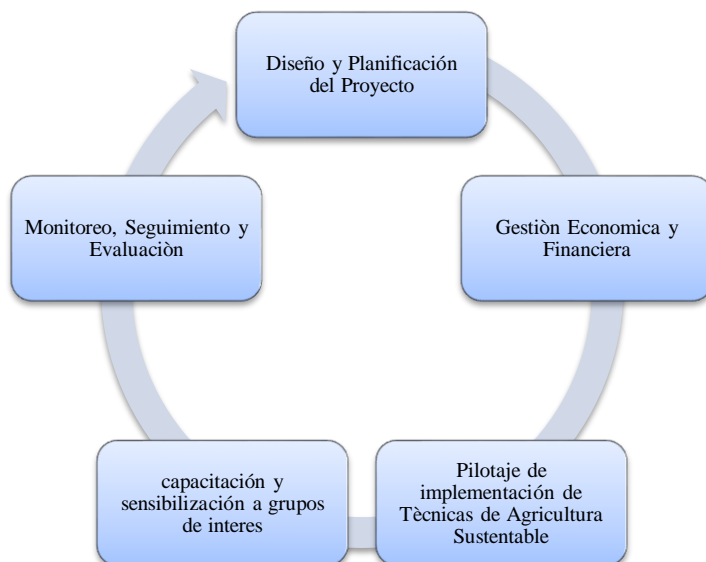 Diseño y Planificación
del Proyecto
Gestiòn Economica y
Financiera
Pilotaje de
implementación de
Tècnicas de Agricultura
Sustentable
capacitación y
sensibilización a grupos
de interes
Monitoreo, Seguimiento y
Evaluaciòn